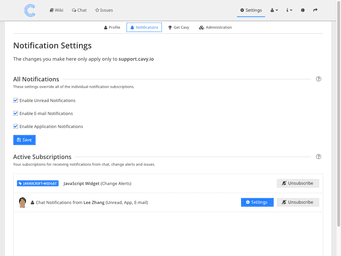 Wiki Chat Issues Settings
Profile Notifications Get Cavy Administration
Notification Settings
The changes you make here only apply only to support.cavy.io.
All Notifications
These settings override all of the individual notification subscriptions.
Enable Unread Notifications
Enable E-mail Notifications
Enable Application Notifications
Save
Active Subscriptions
Your subscriptions for receiving notifications from chat, change alerts and issues.
JavaScript Widget (Change Alerts) Unsubscribe
Chat Notifications from Lee Zhang (Unread, App, E-mail) Settings Unsubscribe